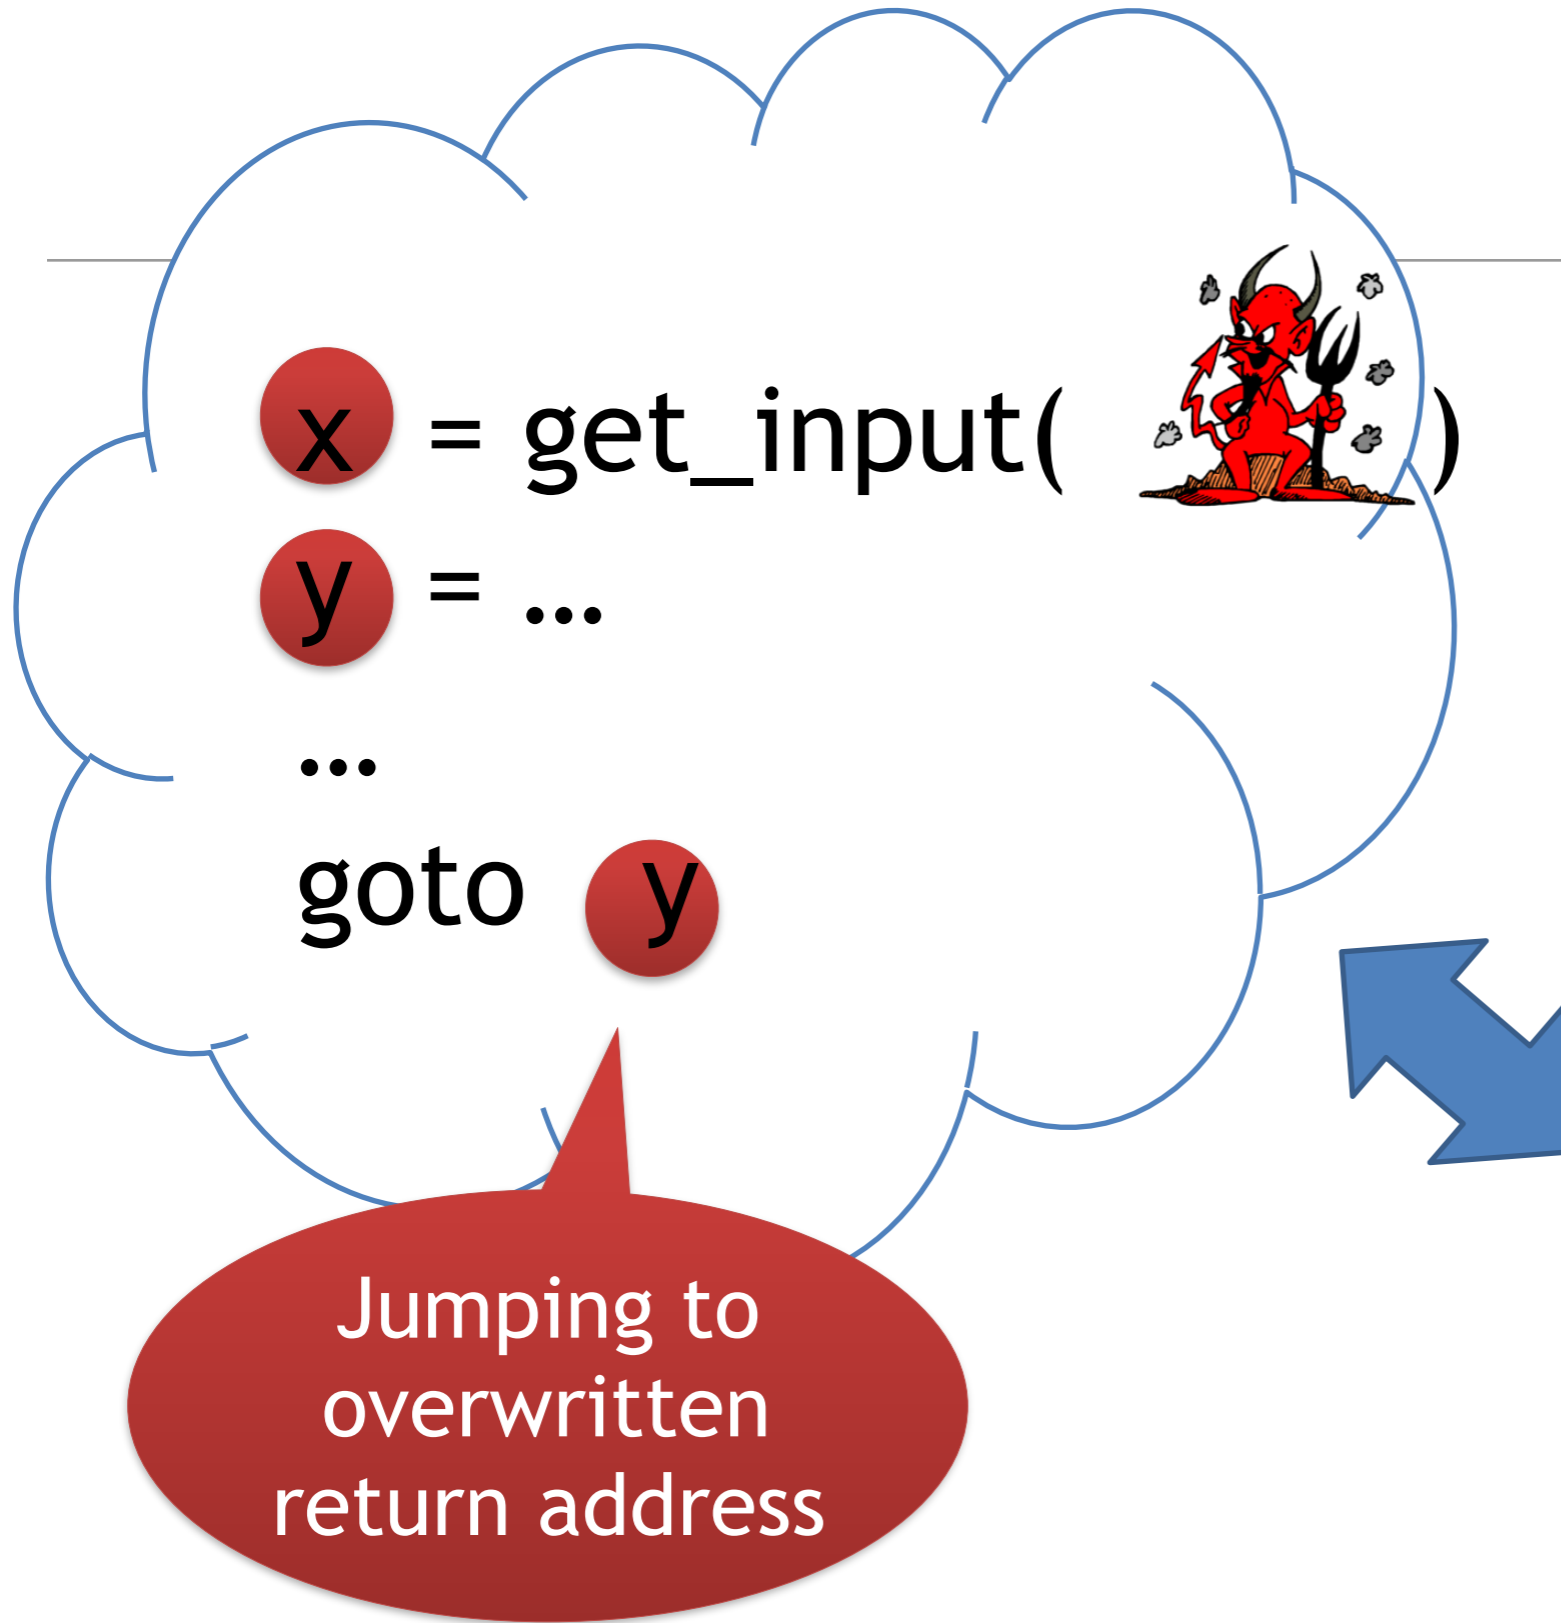 x = get_input( )
y = ...
...
goto y
Jumping to
overwritten
return address